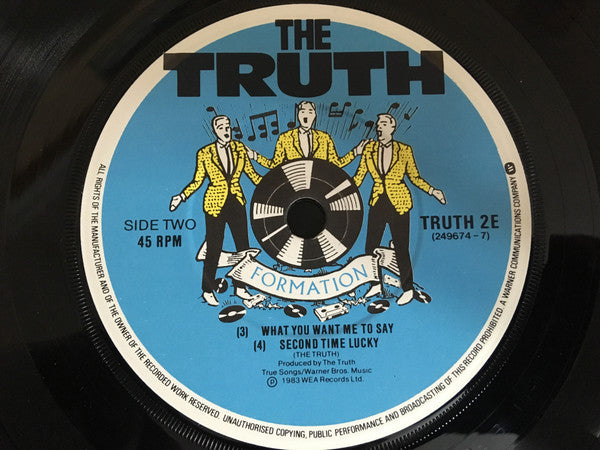 THE
TRUTH
SIDE TWO
45 RPM
TRUTH 2E
(249674-7)
FORMATION
(3) WHAT YOU WANT ME TO SAY
(4) SECOND TIME LUCKY
(THE TRUTH)
Produced by The Truth
True Songs/Warner Bros. Music
Ⓟ 1983 WEA Records Ltd.
ALL RIGHTS OF THE MANUFACTURER AND OF THE OWNER OF THE RECORDED WORK RESERVED. UNAUTHORISED COPYING, PUBLIC PERFORMANCE AND BROADCASTING OF THIS RECORD PROHIBITED. A WARNER COMMUNICATIONS COMPANY